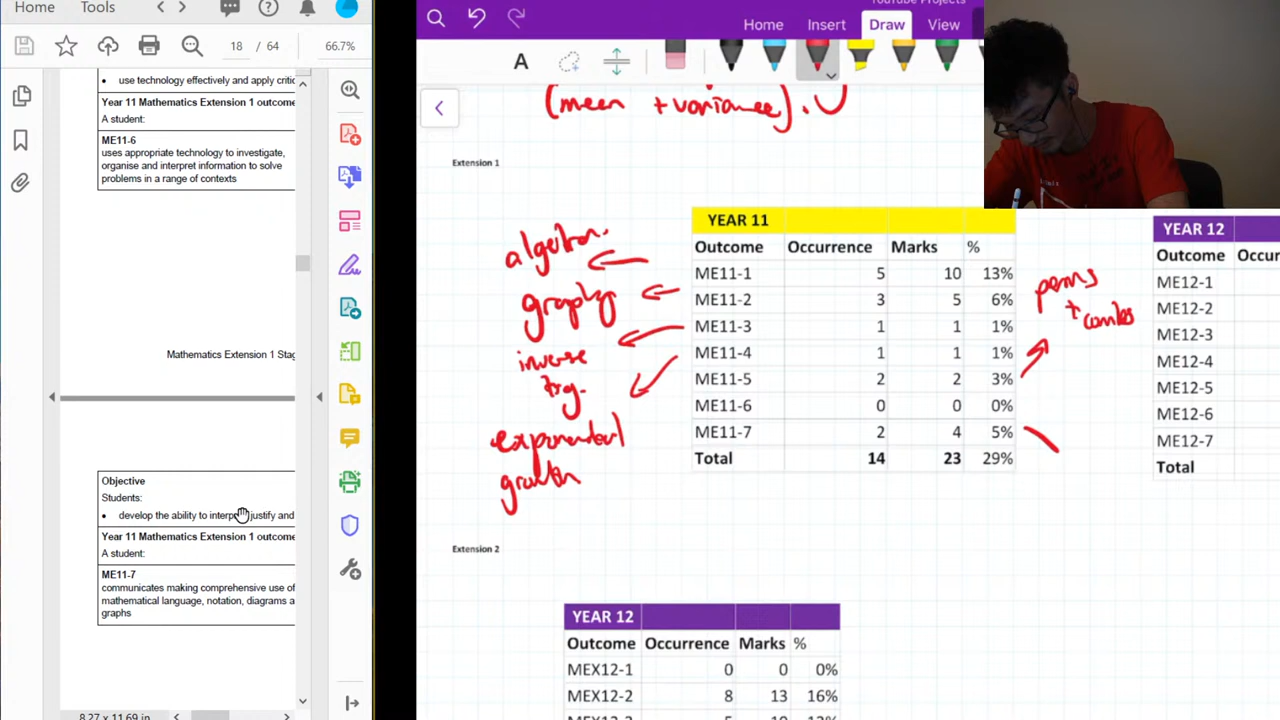 Home Tools
18 / 64 66.7%
• use technology effectively and apply critic
Year 11 Mathematics Extension 1 outcome
A student:
ME11-6
uses appropriate technology to investigate,
organise and interpret information to solve
problems in a range of contexts
Mathematics Extension 1 Stag
Objective
Students:
• develop the ability to interpret, justify and
Year 11 Mathematics Extension 1 outcome
A student:
ME11-7
communicates making comprehensive use of
mathematical language, notation, diagrams a
graphs
8.27 x 11.69 in
YouTube Projects
Home Insert Draw View
A
(mean + variance).
Extension 1
YEAR 11
Outcome Occurrence Marks %
ME11-1 5 10 13%
ME11-2 3 5 6%
ME11-3 1 1 1%
ME11-4 1 1 1%
ME11-5 2 2 3%
ME11-6 0 0 0%
ME11-7 2 4 5%
Total 14 23 29%
graphing
inverse
trig.
exponential
growth
perms
+ combs
YEAR 12
Outcome Occur
ME12-1
ME12-2
ME12-3
ME12-4
ME12-5
ME12-6
ME12-7
Total
Extension 2
YEAR 12
Outcome Occurrence Marks %
MEX12-1 0 0 0%
MEX12-2 8 13 16%